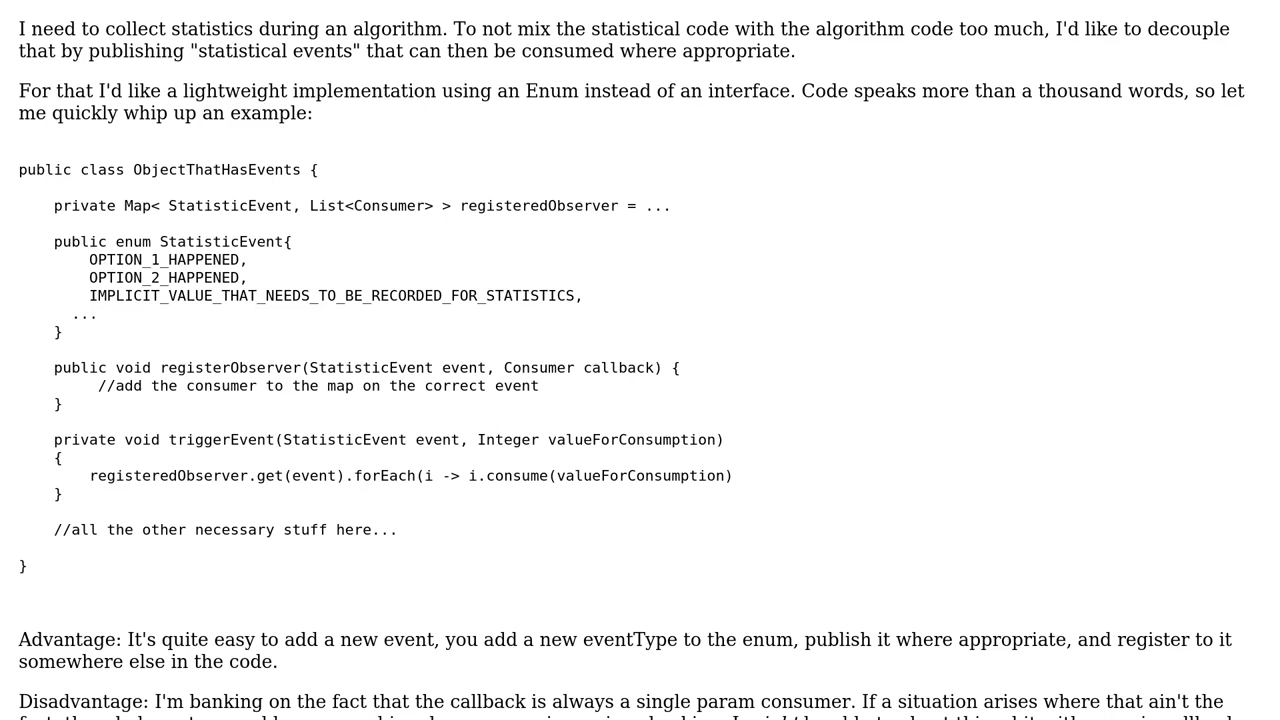 I need to collect statistics during an algorithm. To not mix the statistical code with the algorithm code too much, I'd like to decouple
that by publishing "statistical events" that can then be consumed where appropriate.
For that I'd like a lightweight implementation using an Enum instead of an interface. Code speaks more than a thousand words, so let
me quickly whip up an example:
public class ObjectThatHasEvents {
    private Map< StatisticEvent, List<Consumer> > registeredObserver = ...
    public enum StatisticEvent{
        OPTION_1_HAPPENED,
        OPTION_2_HAPPENED,
        IMPLICIT_VALUE_THAT_NEEDS_TO_BE_RECORDED_FOR_STATISTICS,
      ...
    }
    public void registerObserver(StatisticEvent event, Consumer callback) {
         //add the consumer to the map on the correct event
    }
    private void triggerEvent(StatisticEvent event, Integer valueForConsumption)
    {
        registeredObserver.get(event).forEach(i -> i.consume(valueForConsumption)
    }
    //all the other necessary stuff here...
}
Advantage: It's quite easy to add a new event, you add a new eventType to the enum, publish it where appropriate, and register to it
somewhere else in the code.
Disadvantage: I'm banking on the fact that the callback is always a single param consumer. If a situation arises where that ain't the